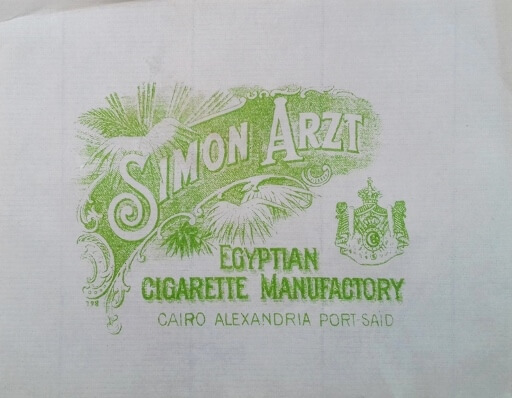 SIMON ARZT
EGYPTIAN
CIGARETTE MANUFACTORY
CAIRO ALEXANDRIA PORT-SAID